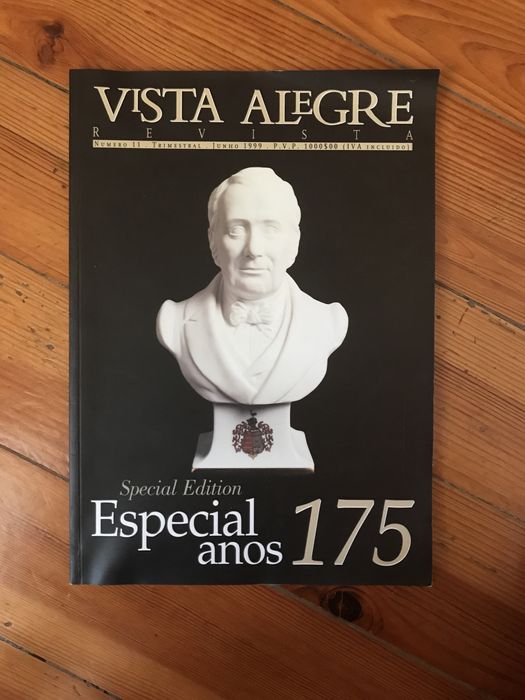 VISTA ALEGRE
REVISTA
NUMERO 11 . TRIMESTRAL . JUNHO 1999 . P.V.P. 1000$00 (IVA INCLUIDO)
Special Edition
Especial
anos 175